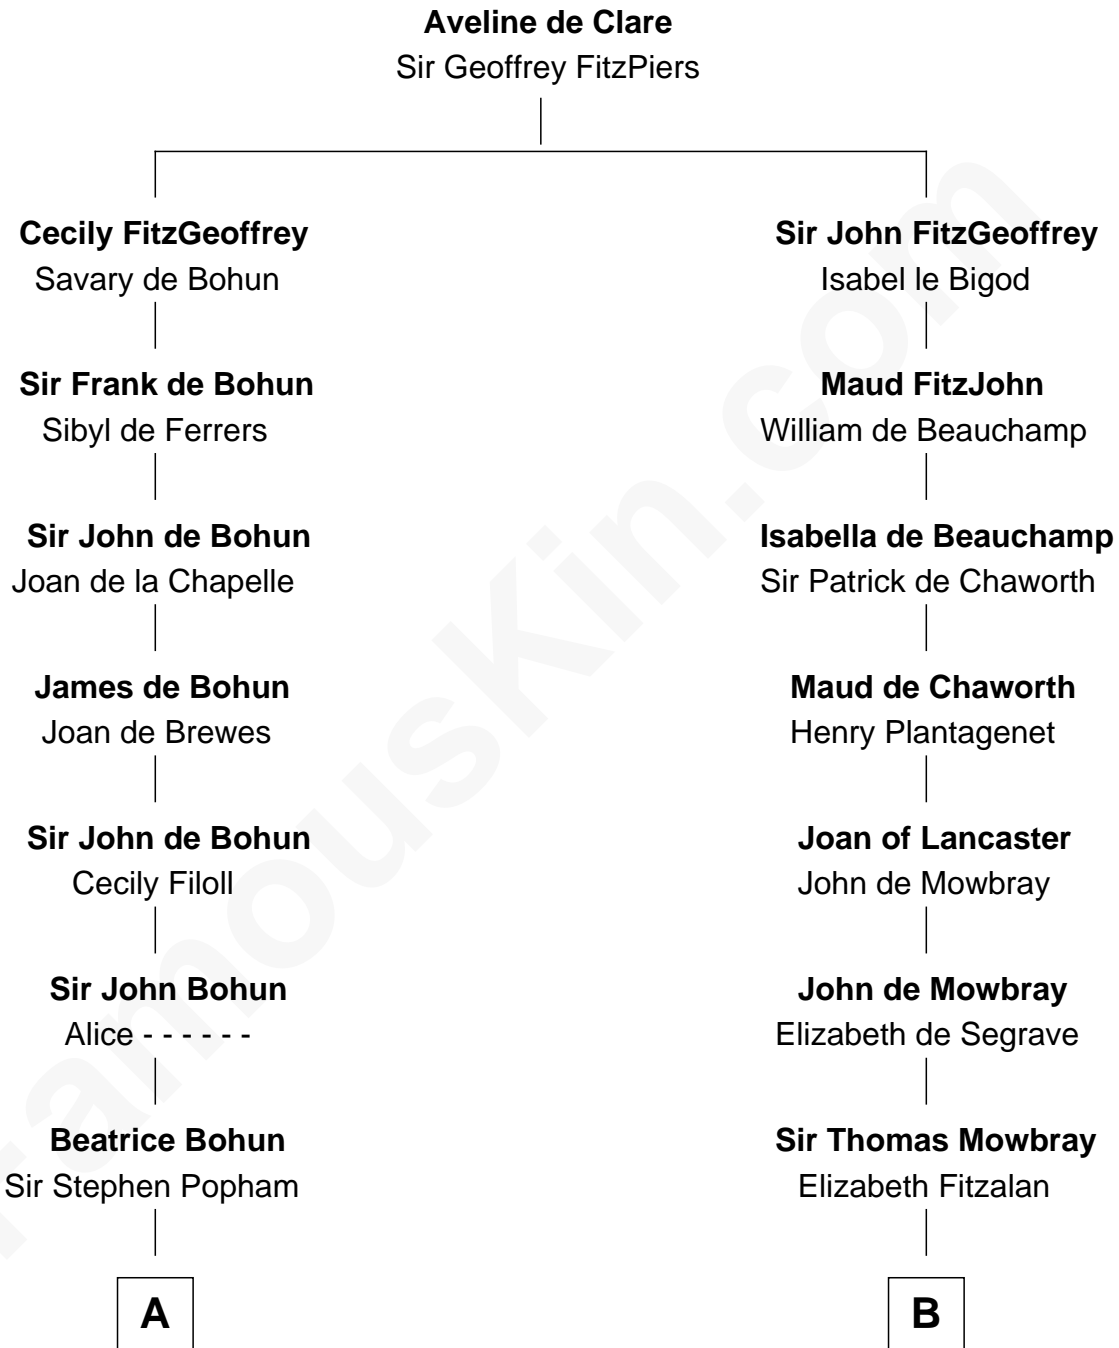 Aveline de Clare
Sir Geoffrey FitzPiers
Cecily FitzGeoffrey
Savary de Bohun
Sir Frank de Bohun
Sibyl de Ferrers
Sir John de Bohun
Joan de la Chapelle
James de Bohun
Joan de Brewes
Sir John de Bohun
Cecily Filoll
Sir John Bohun
Alice - - - - - -
Beatrice Bohun
Sir Stephen Popham
A
Sir John FitzGeoffrey
Isabel le Bigod
Maud FitzJohn
William de Beauchamp
Isabella de Beauchamp
Sir Patrick de Chaworth
Maud de Chaworth
Henry Plantagenet
Joan of Lancaster
John de Mowbray
John de Mowbray
Elizabeth de Segrave
Sir Thomas Mowbray
Elizabeth Fitzalan
B
FamousKin.com